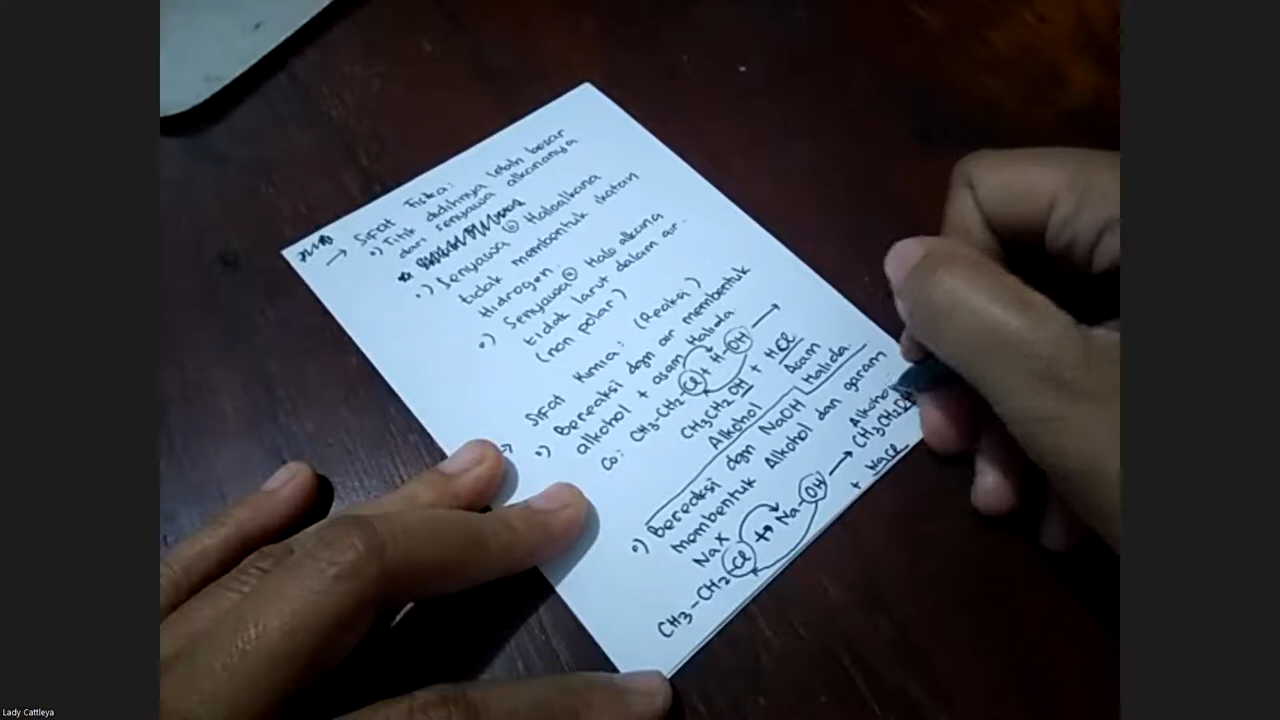 → Sifat Fisika:
•) Titik didihnya lebih besar
dari senyawa alkananya
•) Senyawa Haloalkana
tidak membentuk ikatan
Hidrogen.
•) Senyawa Halo alkana
tidak larut dalam air.
(non polar)
→ Sifat Kimia: (Reaksi)
•) Bereaksi dgn air membentuk
alkohol + asam Halida.
Co: CH3-CH2-Cl + H-OH →
CH3CH2OH + HCl
Alkohol Asam
Halida.
•) Bereaksi dgn NaOH
membentuk Alkohol dan garam
NaX
CH3-CH2-Cl + Na-OH → CH3CH2
Alkohol
+ NaCl
Lady Cattleya